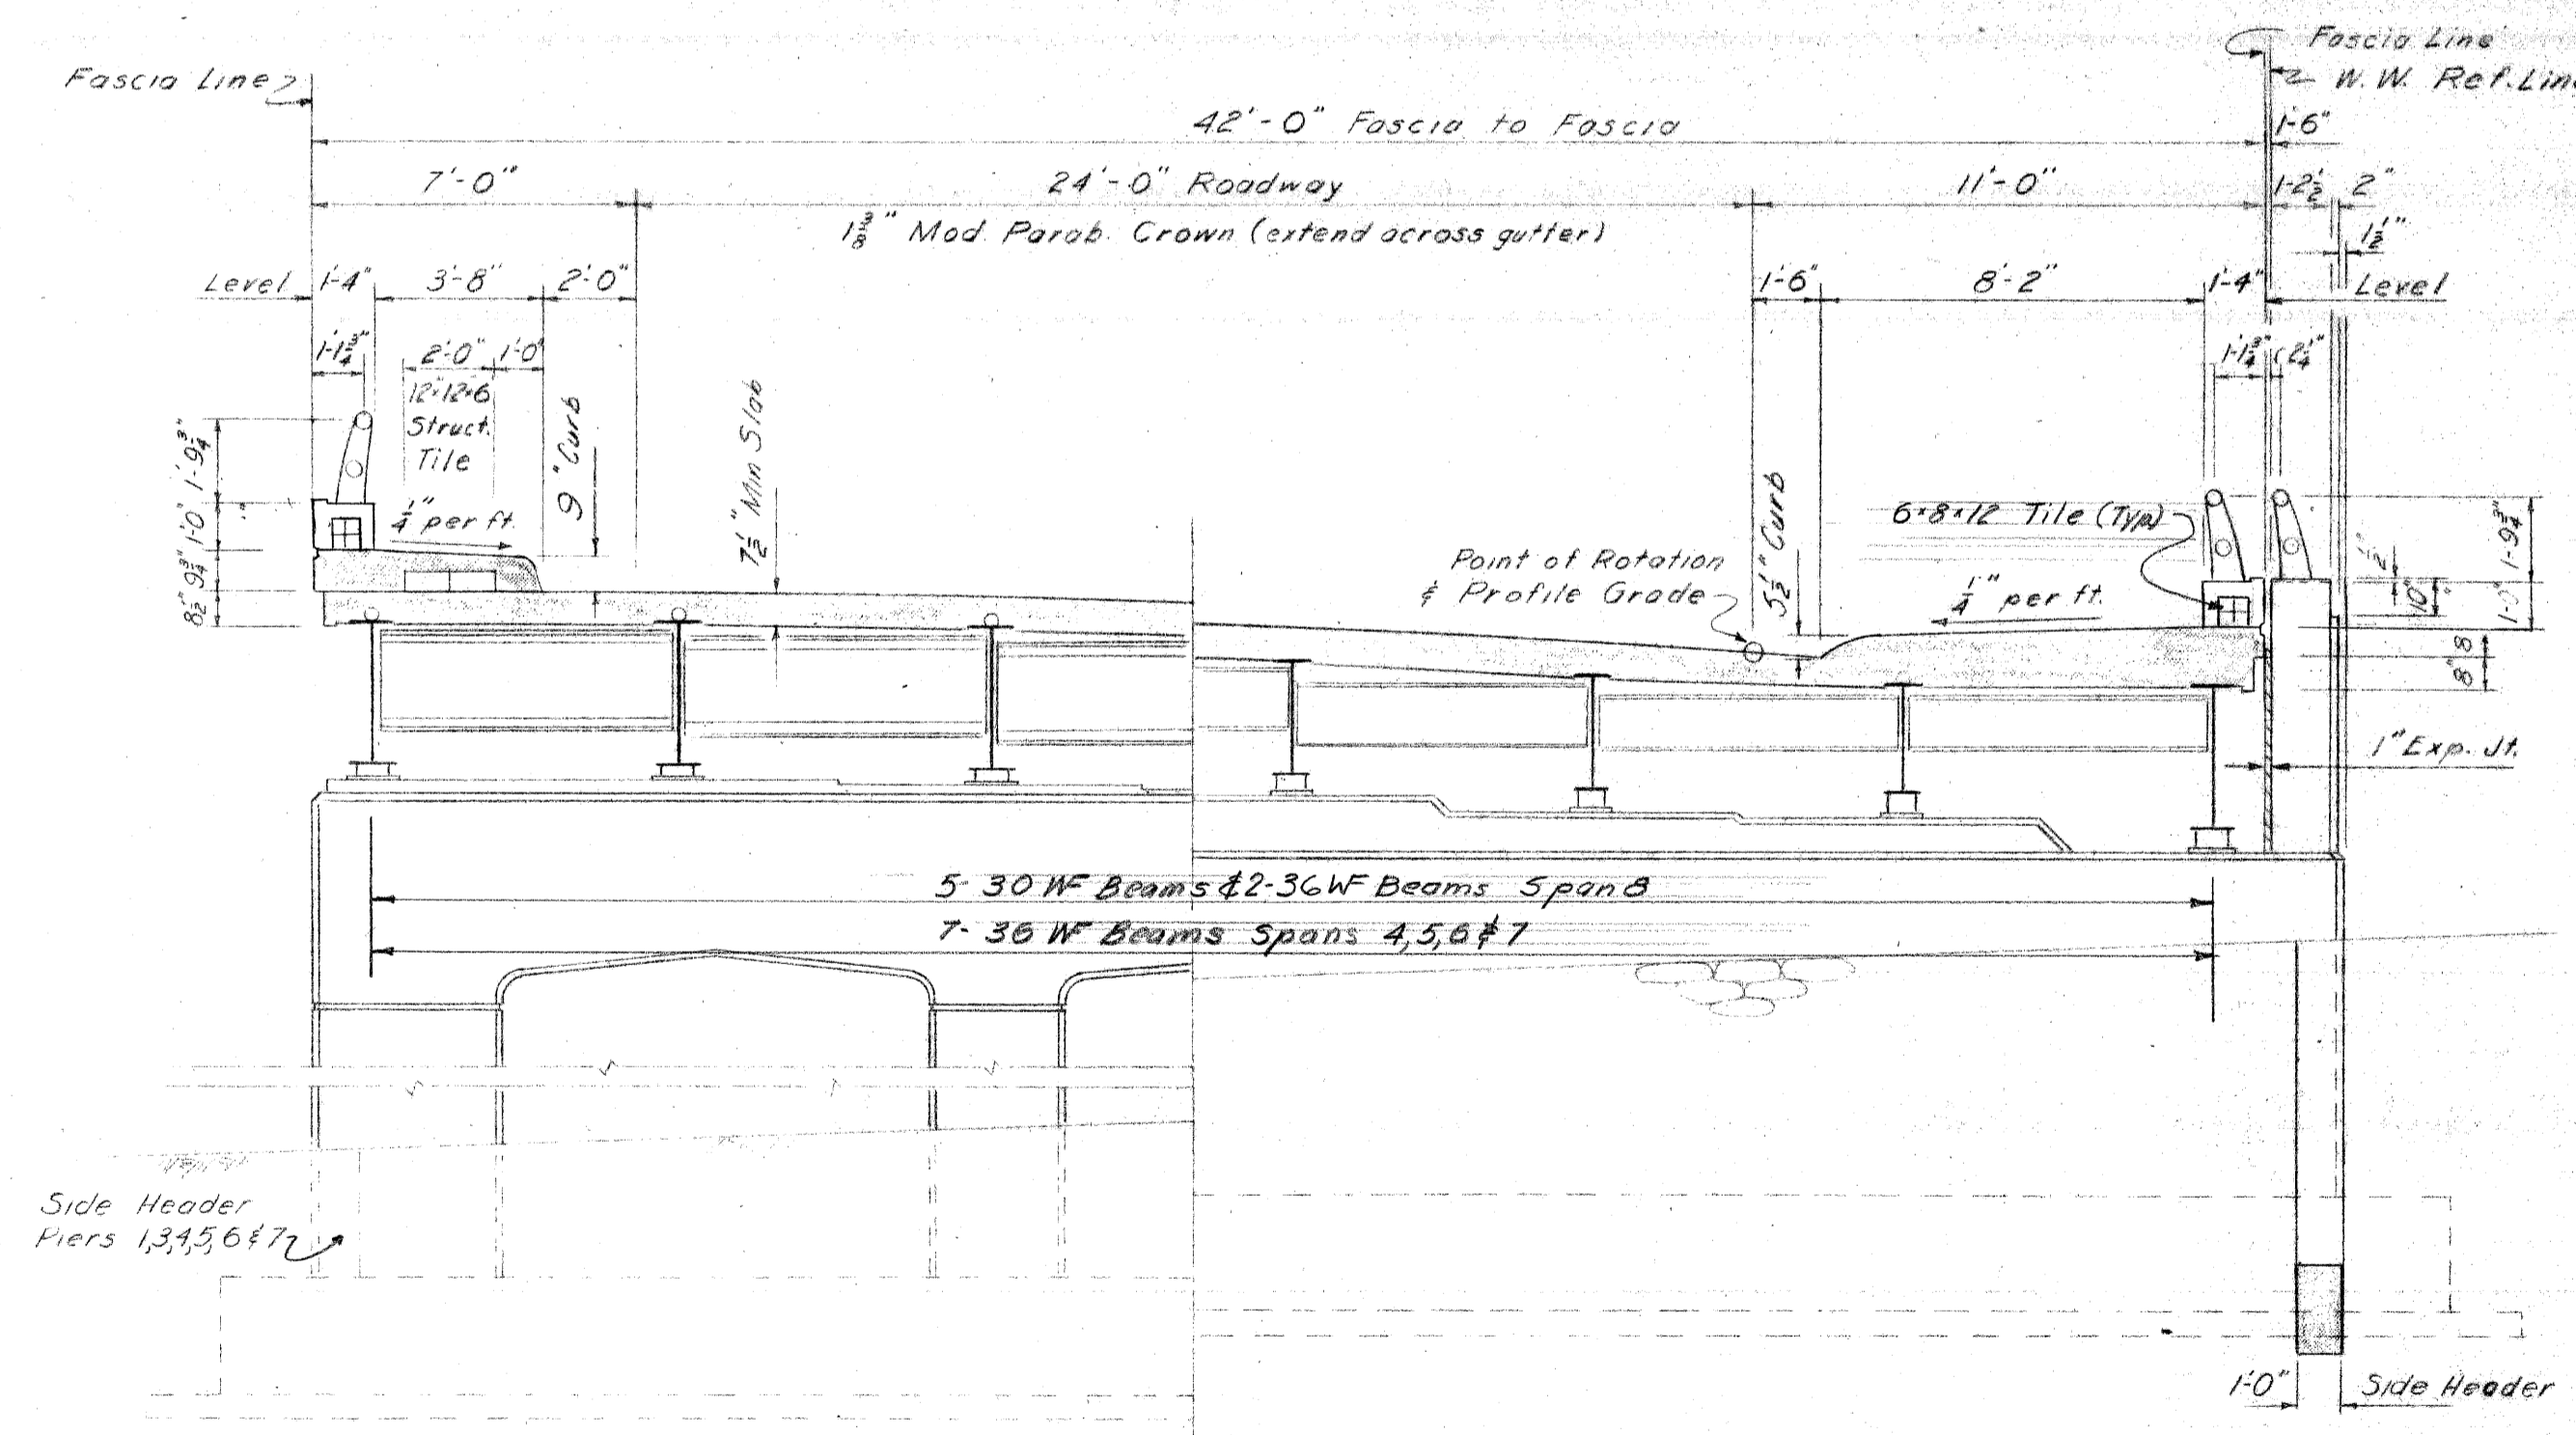 Fascia Line
Fascia Line
W. W. Ref. Line
42'-0" Fascia to Fascia
1'-6"
7'-0"
24'-0" Roadway
11'-0"
1'-2½ 2"
1⅜" Mod. Parab. Crown (extend across gutter)
1½"
Level 1'-4" 3'-8" 2'-0"
1'-6" 8'-2" 1'-4" Level
1'-1¾" 2'-0" 1'-0"
1'-1¾ 2¼"
12×12×6
Struct.
Tile
¼" per ft.
9" Curb
7½" Min Slab
8½" 9¾" 1'-0" 1'-9¾"
5½" Curb
Point of Rotation
& Profile Grade
6×8×12 Tile (Typ)
¼" per ft.
½"
10"
1'-0" 1'-9¾"
8" 8
1" Exp. Jt.
5-30 WF Beams & 2-36 WF Beams Span 8
7-36 WF Beams Spans 4,5,6 & 7
Side Header
Piers 1,3,4,5,6 & 7
1'-0" Side Header